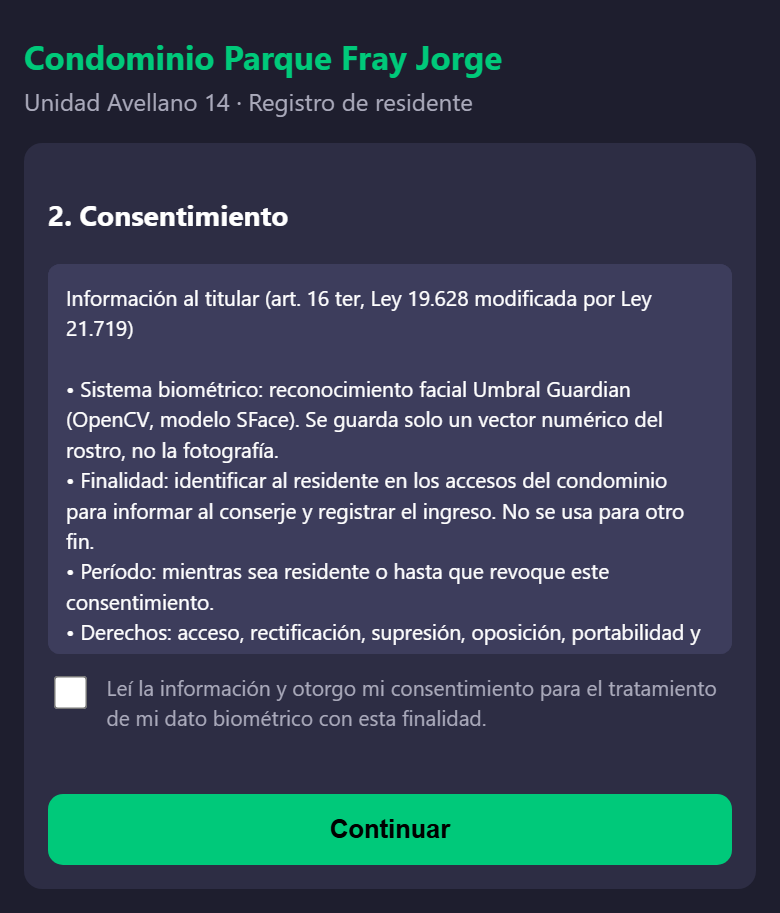 Condominio Parque Fray Jorge
Unidad Avellano 14 · Registro de residente
2. Consentimiento
Información al titular (art. 16 ter, Ley 19.628 modificada por Ley
21.719)
• Sistema biométrico: reconocimiento facial Umbral Guardian
(OpenCV, modelo SFace). Se guarda solo un vector numérico del
rostro, no la fotografía.
• Finalidad: identificar al residente en los accesos del condominio
para informar al conserje y registrar el ingreso. No se usa para otro
fin.
• Período: mientras sea residente o hasta que revoque este
consentimiento.
• Derechos: acceso, rectificación, supresión, oposición, portabilidad y
Leí la información y otorgo mi consentimiento para el tratamiento
de mi dato biométrico con esta finalidad.
Continuar